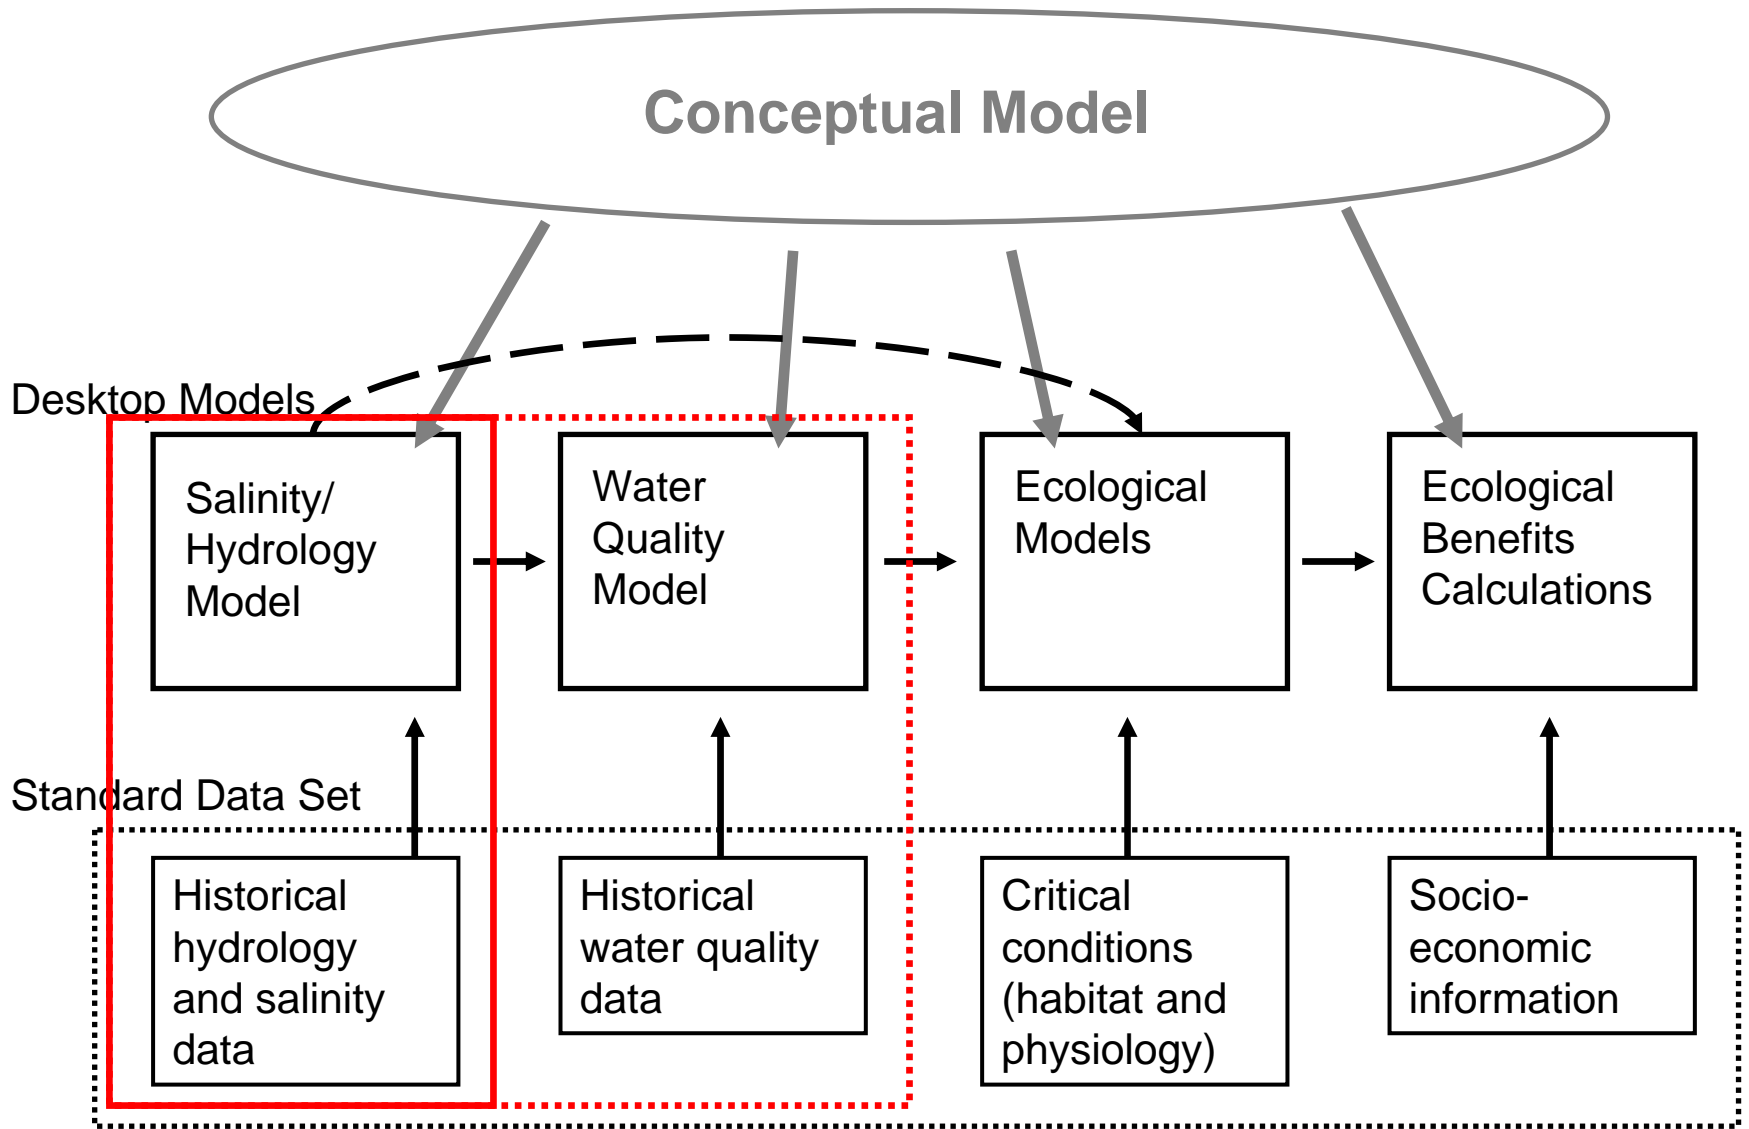 Conceptual Model
Desktop Models
Salinity/
Hydrology
Model
Water
Quality
Model
Ecological
Models
Ecological
Benefits
Calculations
Standard Data Set
Historical
hydrology
and salinity
data
Historical
water quality
data
Critical
conditions
(habitat and
physiology)
Socio-
economic
information